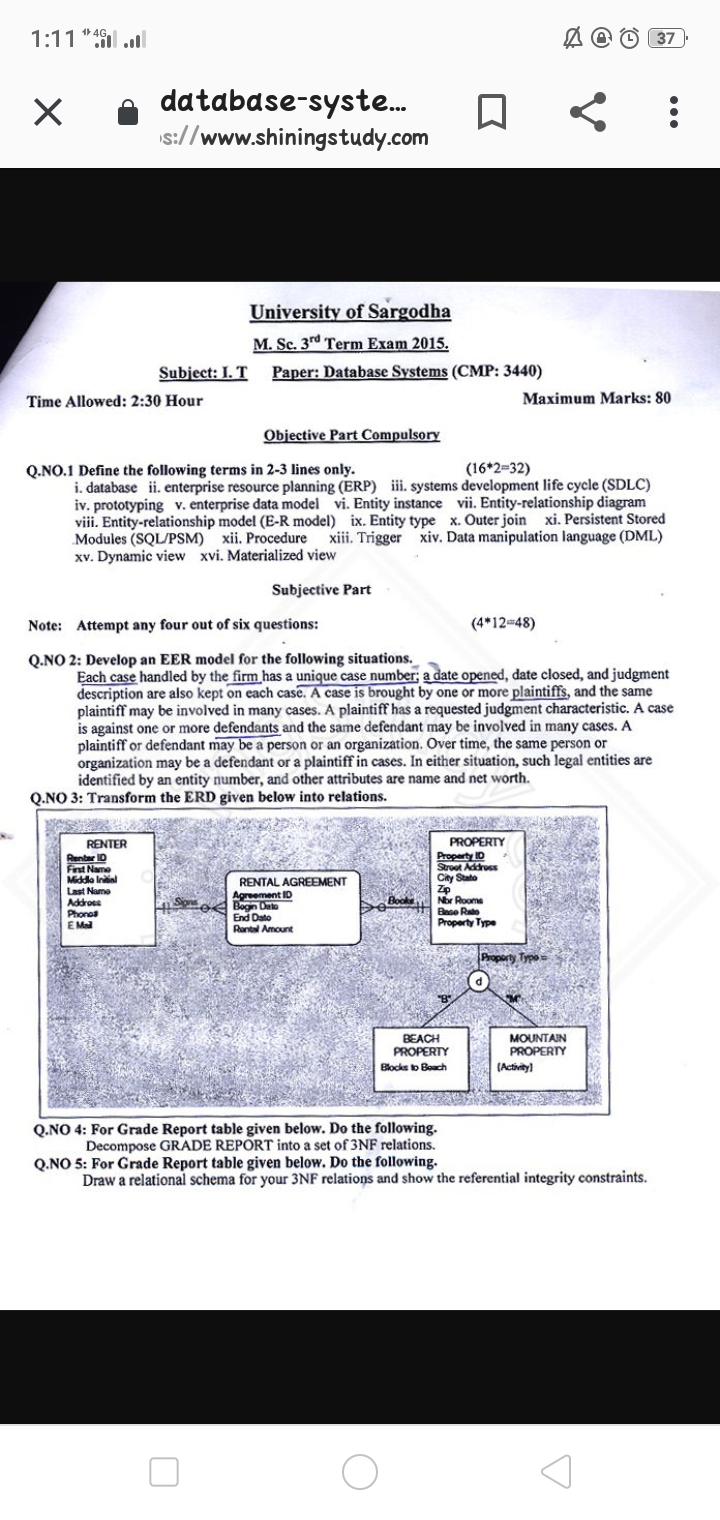 1:11 4G
37
database-syste...
s://www.shiningstudy.com
University of Sargodha
M. Sc. 3rd Term Exam 2015.
Subject: I. T Paper: Database Systems (CMP: 3440)
Time Allowed: 2:30 Hour Maximum Marks: 80
Objective Part Compulsory
Q.NO.1 Define the following terms in 2-3 lines only. (16*2=32)
i. database ii. enterprise resource planning (ERP) iii. systems development life cycle (SDLC)
iv. prototyping v. enterprise data model vi. Entity instance vii. Entity-relationship diagram
viii. Entity-relationship model (E-R model) ix. Entity type x. Outer join xi. Persistent Stored
Modules (SQL/PSM) xii. Procedure xiii. Trigger xiv. Data manipulation language (DML)
xv. Dynamic view xvi. Materialized view
Subjective Part
Note: Attempt any four out of six questions: (4*12=48)
Q.NO 2: Develop an EER model for the following situations.
Each case handled by the firm has a unique case number; a date opened, date closed, and judgment
description are also kept on each case. A case is brought by one or more plaintiffs, and the same
plaintiff may be involved in many cases. A plaintiff has a requested judgment characteristic. A case
is against one or more defendants and the same defendant may be involved in many cases. A
plaintiff or defendant may be a person or an organization. Over time, the same person or
organization may be a defendant or a plaintiff in cases. In either situation, such legal entities are
identified by an entity number, and other attributes are name and net worth.
Q.NO 3: Transform the ERD given below into relations.
RENTER
Renter ID
First Name
Middle Initial
Last Name
Address
Phone#
E Mail
Signs
RENTAL AGREEMENT
Agreement ID
Begin Date
End Date
Rental Amount
Books
PROPERTY
Property ID
Street Address
City State
Zip
Nbr Rooms
Base Rate
Property Type
Property Type =
d
"B" "M"
BEACH
PROPERTY
Blocks to Beach
MOUNTAIN
PROPERTY
{Activity}
Q.NO 4: For Grade Report table given below. Do the following.
Decompose GRADE REPORT into a set of 3NF relations.
Q.NO 5: For Grade Report table given below. Do the following.
Draw a relational schema for your 3NF relations and show the referential integrity constraints.